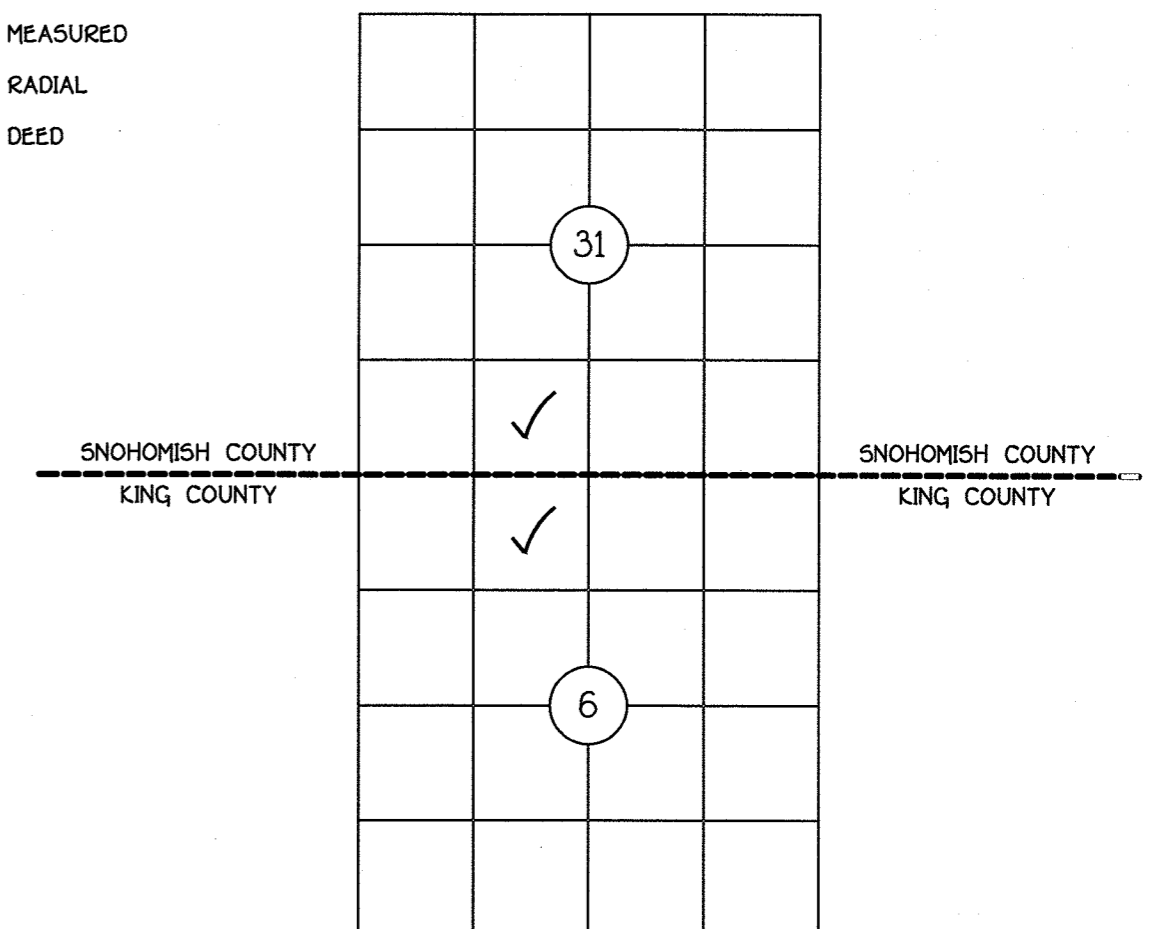 MEASURED
RADIAL
DEED
31
SNOHOMISH COUNTY
KING COUNTY
SNOHOMISH COUNTY
KING COUNTY
6